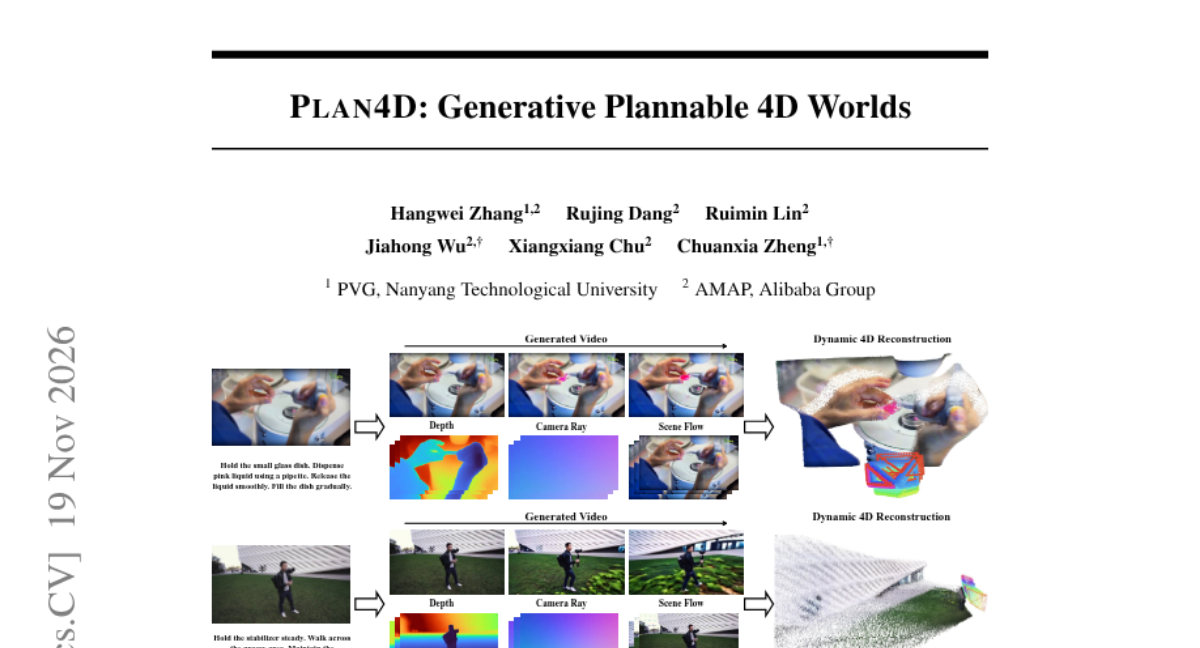 PLAN4D: Generative Plannable 4D Worlds
Hangwei Zhang1,2 Rujing Dang2 Ruimin Lin2
Jiahong Wu2,† Xiangxiang Chu2 Chuanxia Zheng1,†
1 PVG, Nanyang Technological University 2 AMAP, Alibaba Group
cs.CV] 19 Nov 2026
Generated Video
Dynamic 4D Reconstruction
Depth
Camera Ray
Scene Flow
Hold the small glass dish. Dispense
pink liquid using a pipette. Release the
liquid smoothly. Fill the dish gradually.
Generated Video
Dynamic 4D Reconstruction
Depth
Camera Ray
Scene Flow
Hold the stabilizer steady. Walk across